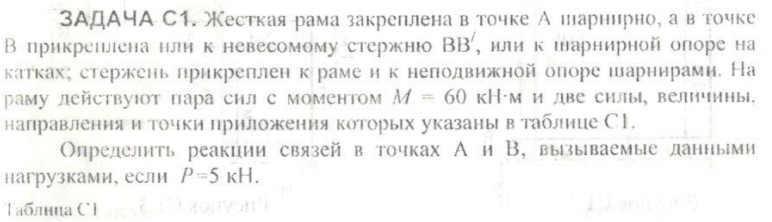 ЗАДАЧА С1. Жесткая рама закреплена в точке А шарнирно, а в точке
В прикреплена или к невесомому стержню ВВ/, или к шарнирной опоре на
катках; стержень прикреплен к раме и к неподвижной опоре шарнирами. На
раму действуют пара сил с моментом M = 60 кН·м и две силы, величины,
направления и точки приложения которых указаны в таблице С1.
Определить реакции связей в точках А и В, вызываемые данными
нагрузками, если P=5 кН.
Таблица С1